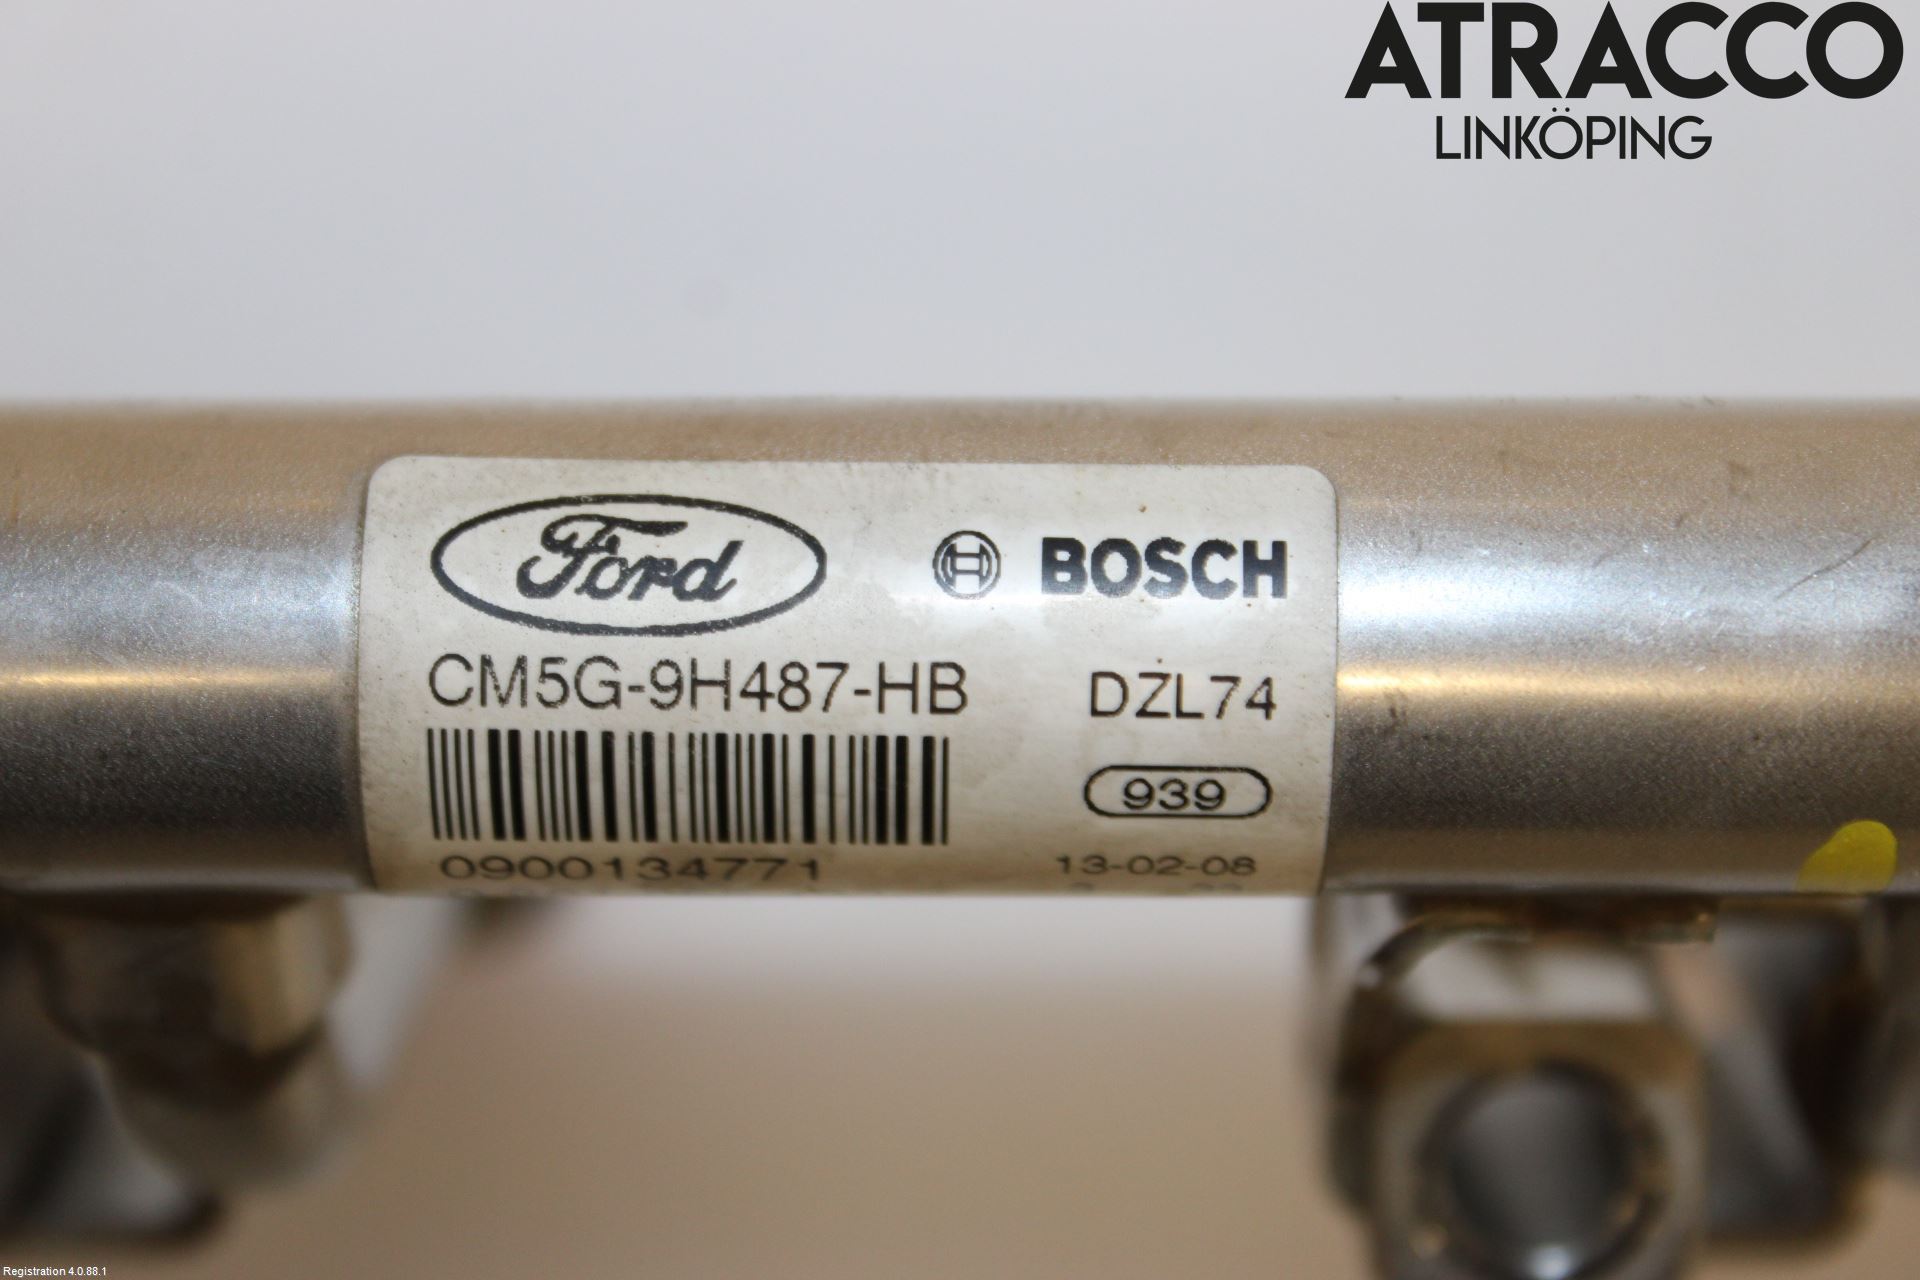 ATRACCO
LINKÖPING
Ford
BOSCH
CM5G-9H487-HB DZL74
939
0900134771 13-02-08
Registration 4.0.88.1